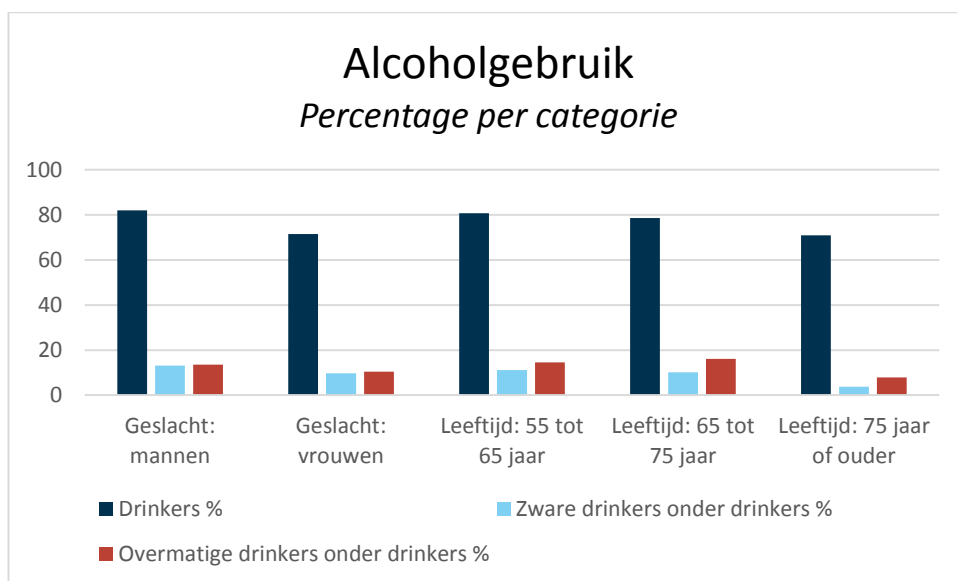 Alcoholgebruik
Percentage per categorie
100
80
60
40
20
0
Geslacht:
mannen
Geslacht:
vrouwen
Leeftijd: 55 tot
65 jaar
Leeftijd: 65 tot
75 jaar
Leeftijd: 75 jaar
of ouder
Drinkers %
Zware drinkers onder drinkers %
Overmatige drinkers onder drinkers %